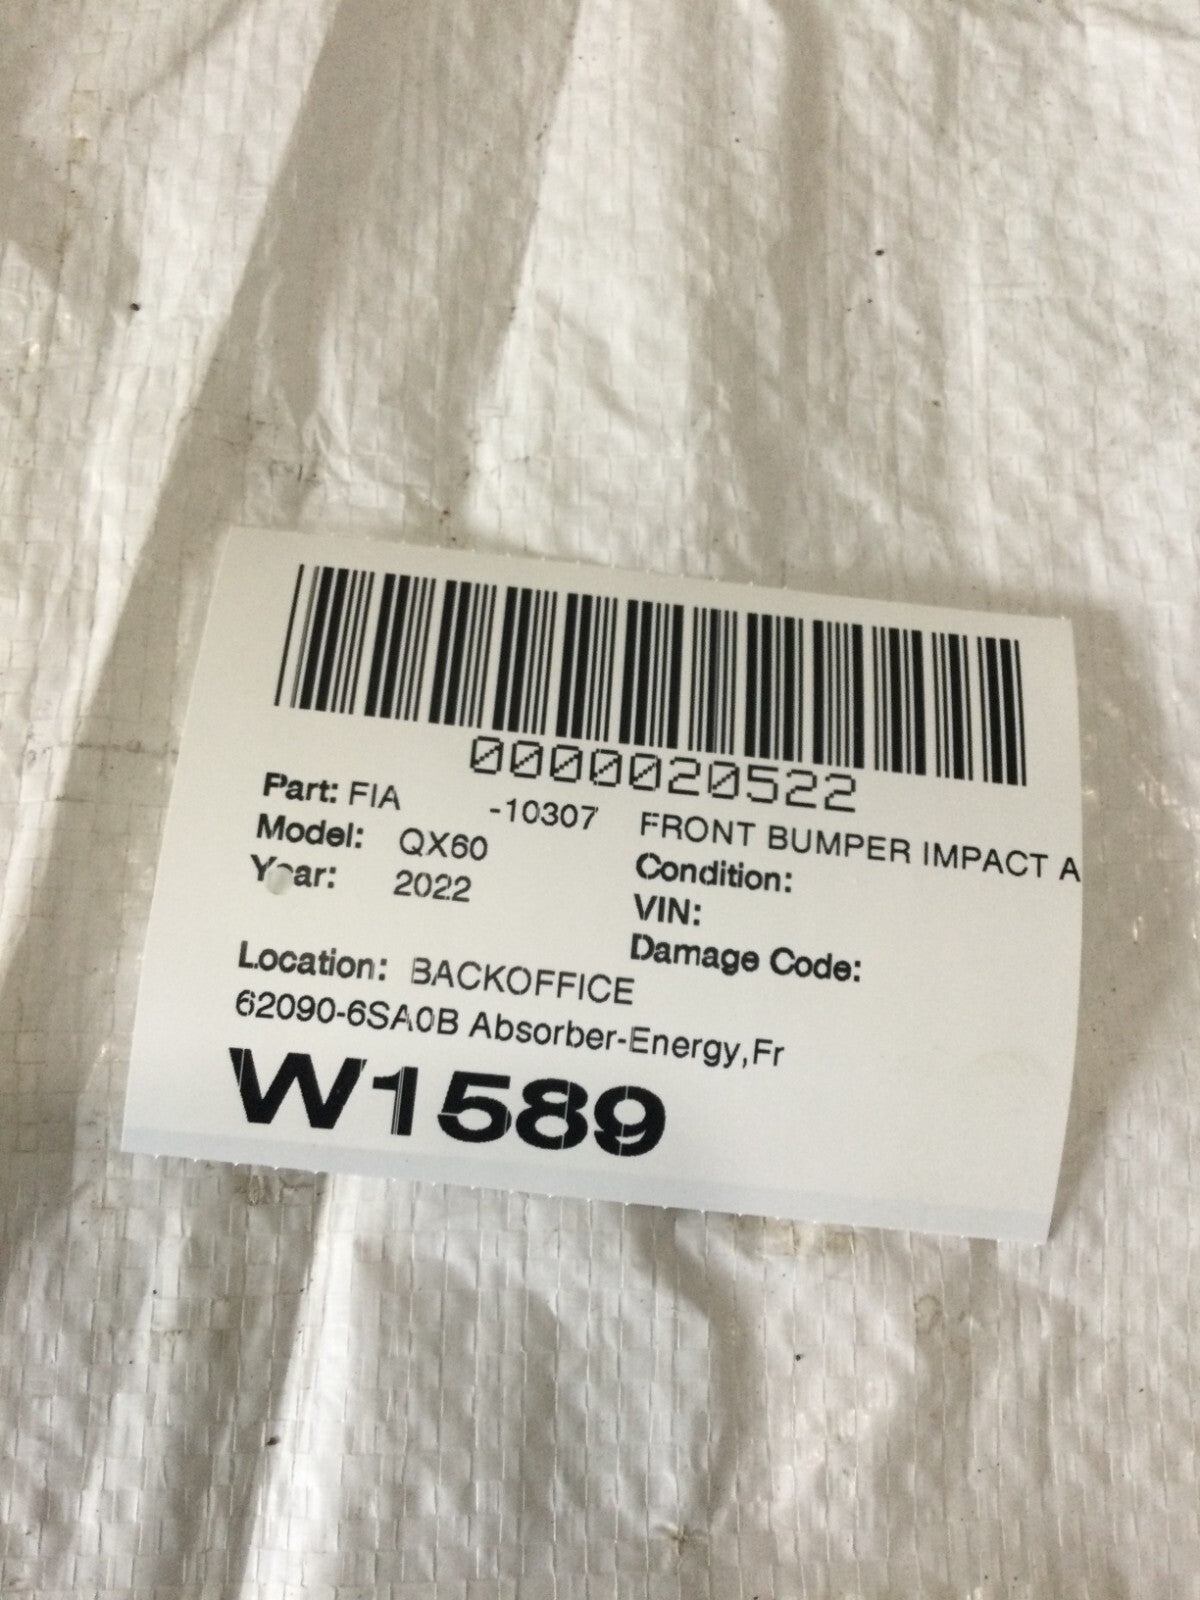 0000020522
Part: FIA -10307 FRONT BUMPER IMPACT A
Model: QX60 Condition:
Year: 2022 VIN:
Damage Code:
Location: BACKOFFICE
62090-6SA0B Absorber-Energy,Fr
W1589